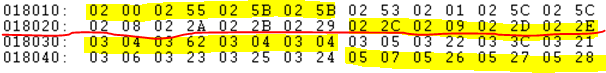 018010: 02 00 02 55 02 5B 02 5B 02 53 02 01 02 5C 02 5C
018020: 02 08 02 2A 02 2B 02 29 02 2C 02 09 02 2D 02 2E
018030: 03 04 03 62 03 04 03 04 03 05 03 22 03 3C 03 21
018040: 03 06 03 23 03 25 03 24 05 07 05 26 05 27 05 28